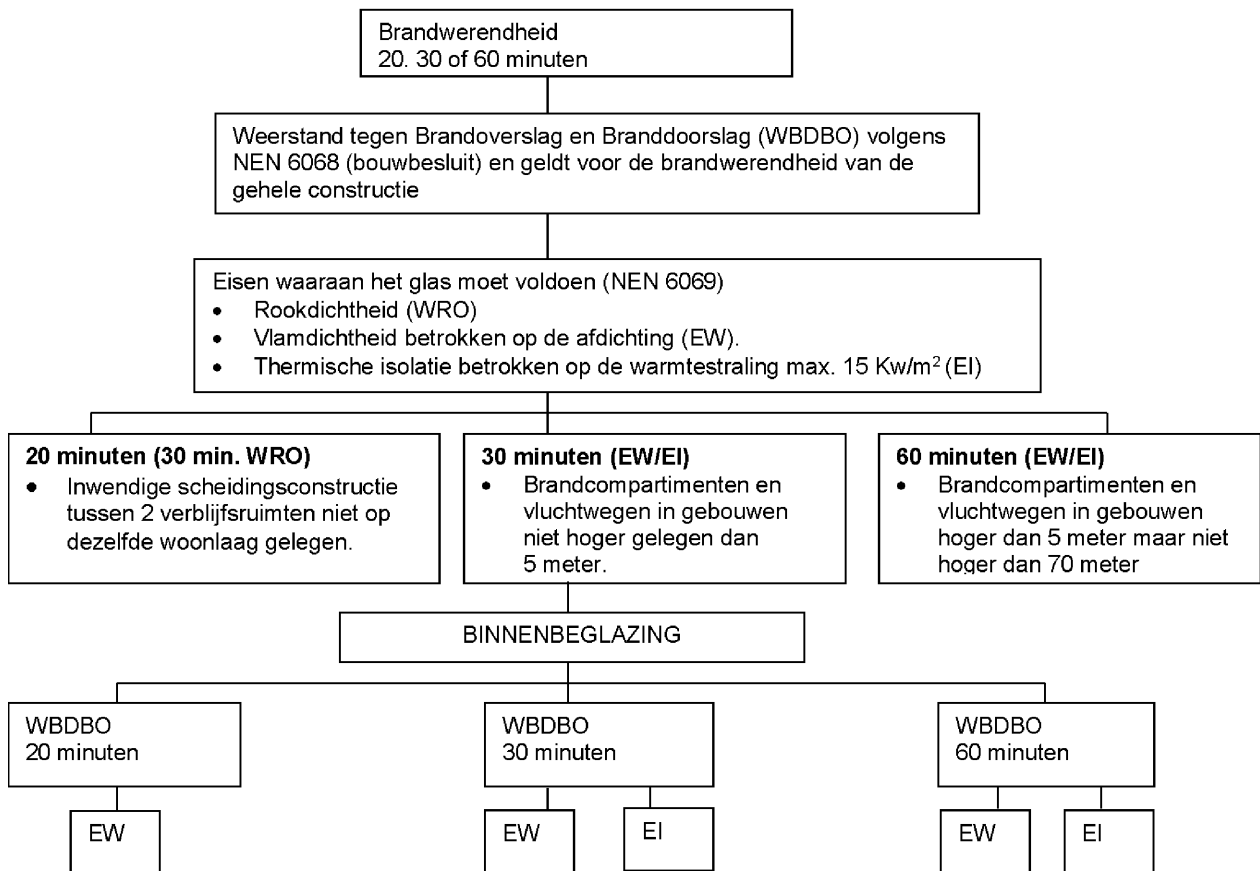 Brandwerendheid
20. 30 of 60 minuten
Weerstand tegen Brandoverslag en Branddoorslag (WBDBO) volgens
NEN 6068 (bouwbesluit) en geldt voor de brandwerendheid van de
gehele constructie
Eisen waaraan het glas moet voldoen (NEN 6069)
• Rookdichtheid (WRO)
• Vlamdichtheid betrokken op de afdichting (EW).
• Thermische isolatie betrokken op de warmtestraling max. 15 Kw/m² (EI)
20 minuten (30 min. WRO)
• Inwendige scheidingsconstructie
tussen 2 verblijfsruimten niet op
dezelfde woonlaag gelegen.
30 minuten (EW/EI)
• Brandcompartimenten en
vluchtwegen in gebouwen
niet hoger gelegen dan
5 meter.
60 minuten (EW/EI)
• Brandcompartimenten en
vluchtwegen in gebouwen
hoger dan 5 meter maar niet
hoger dan 70 meter
BINNENBEGLAZING
WBDBO
20 minuten
WBDBO
30 minuten
WBDBO
60 minuten
EW
EW
EI
EW
EI